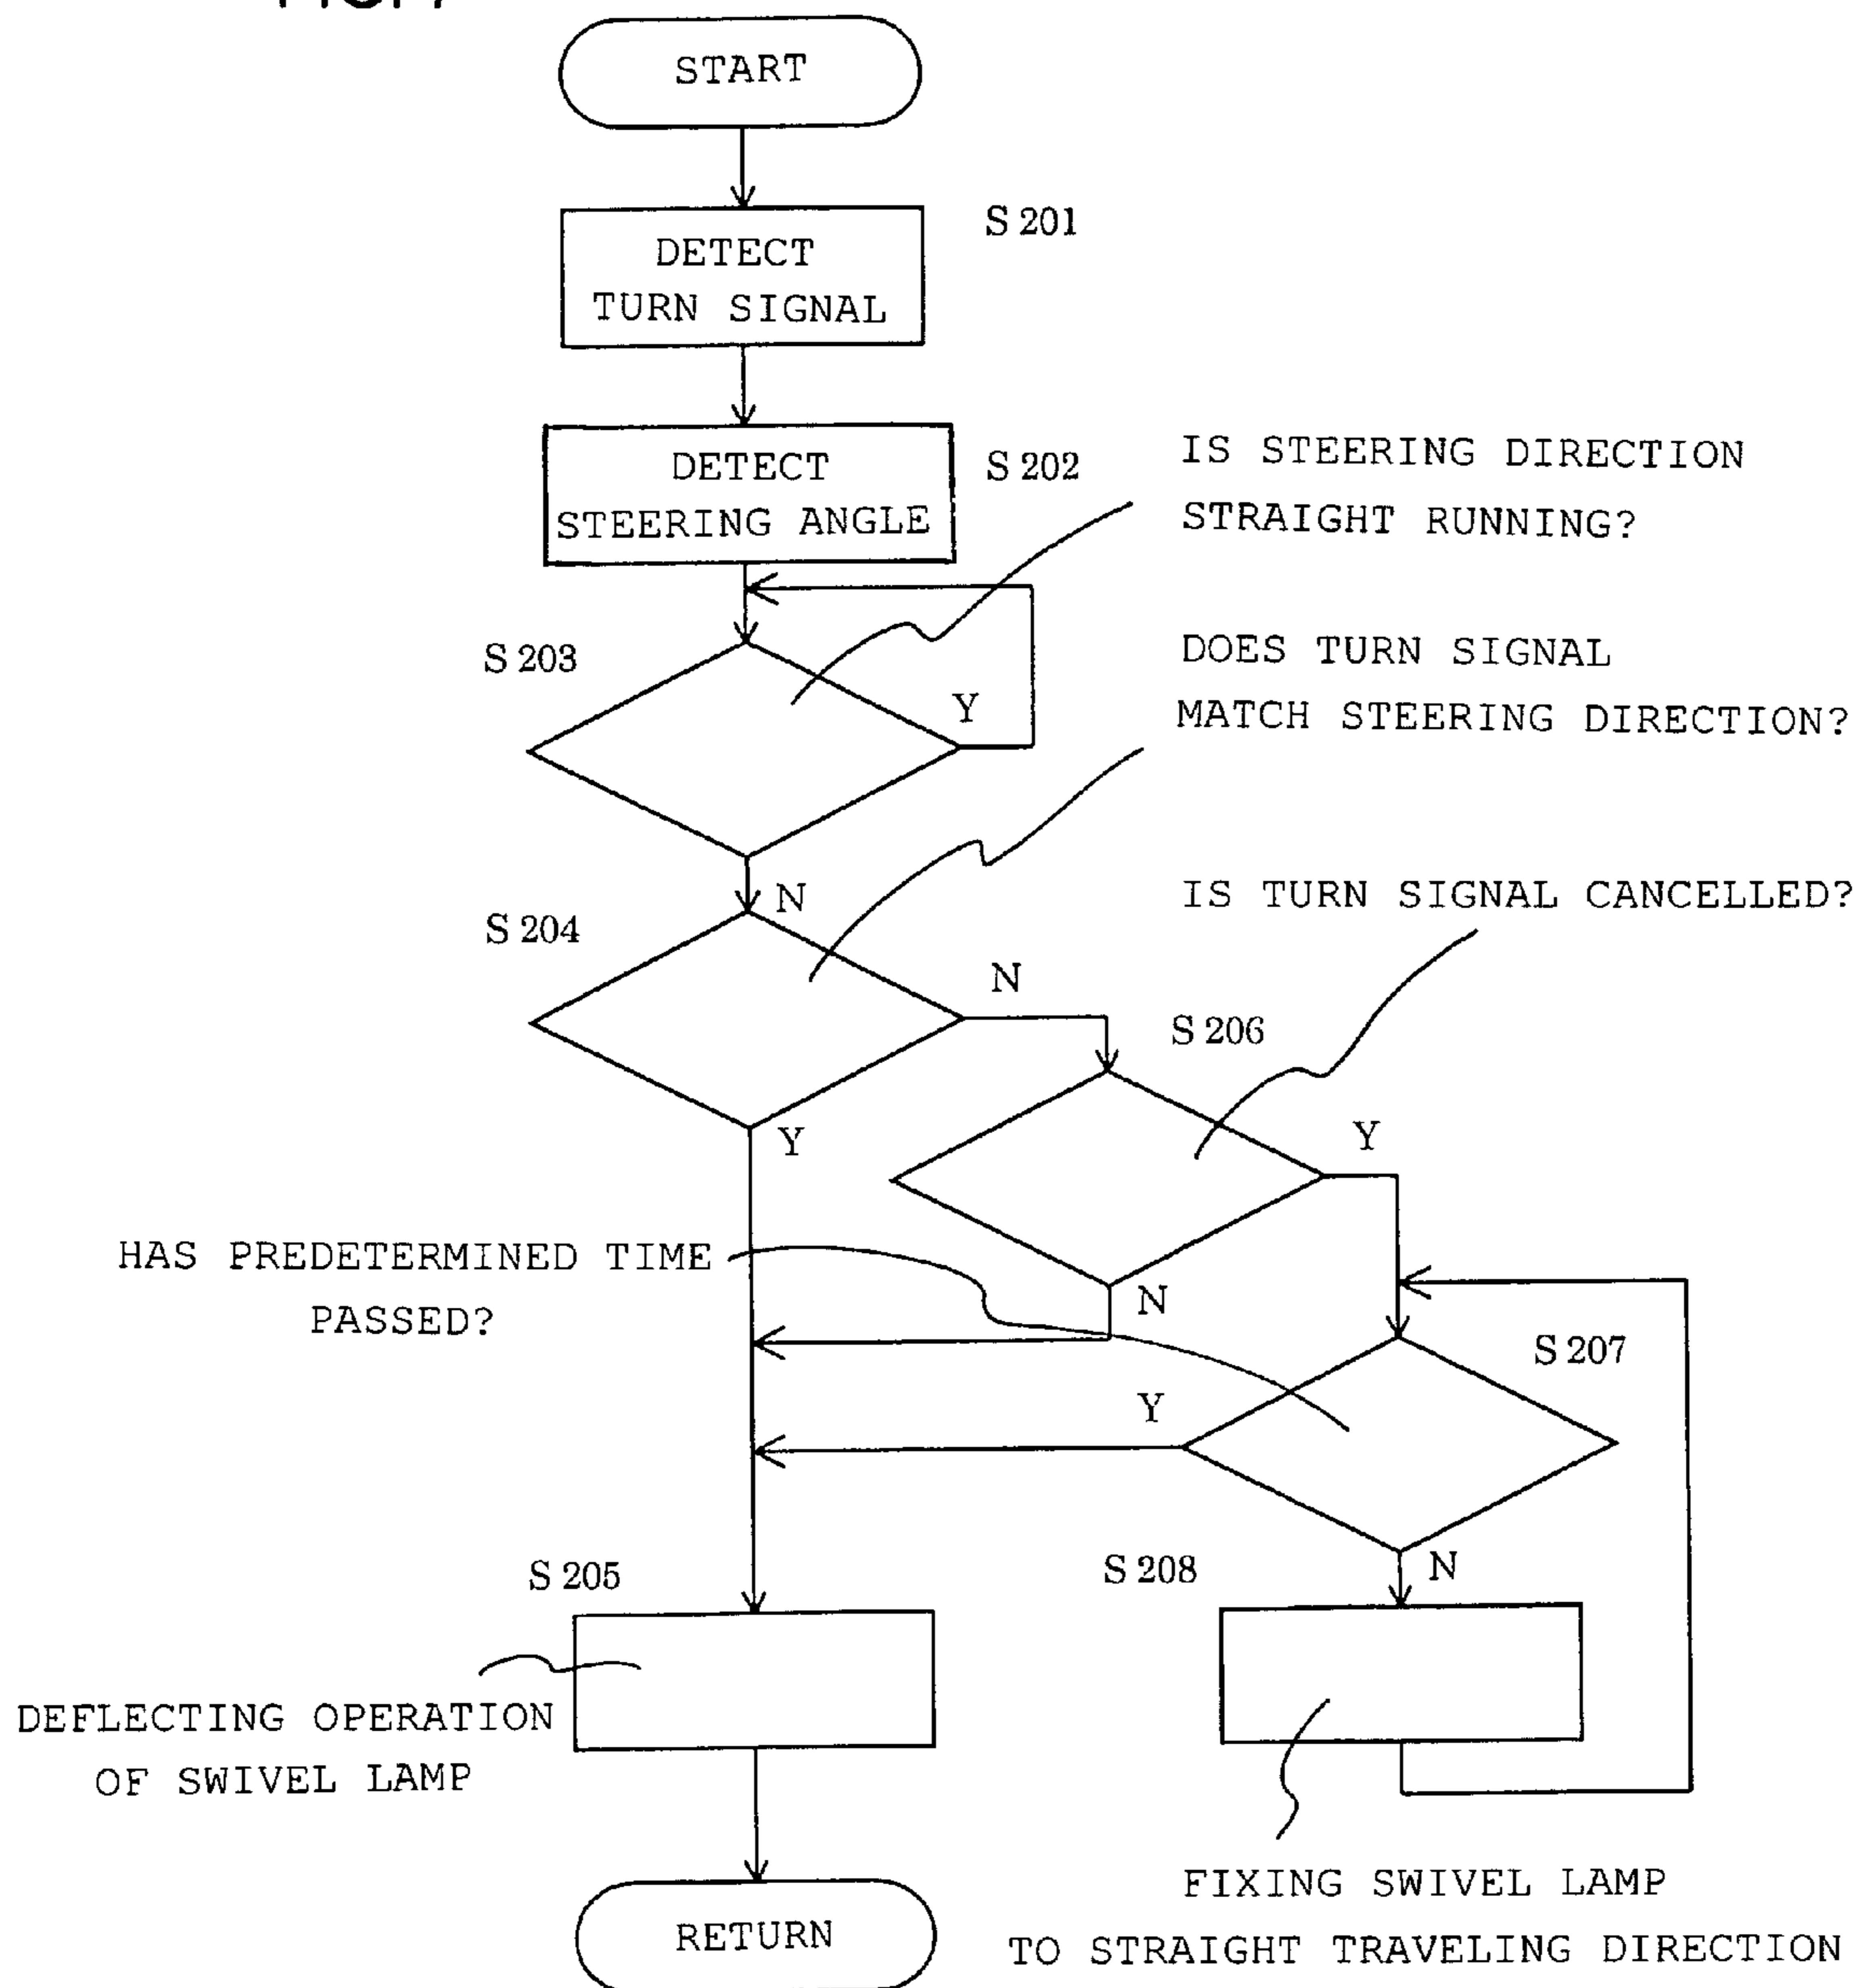 START
S 201
DETECT
TURN SIGNAL
DETECT
STEERING ANGLE
S 202
IS STEERING DIRECTION
STRAIGHT RUNNING?
S 203
Y
DOES TURN SIGNAL
MATCH STEERING DIRECTION?
N
S 204
N
IS TURN SIGNAL CANCELLED?
S 206
Y
Y
HAS PREDETERMINED TIME
PASSED?
N
S 207
Y
S 205
S 208
N
DEFLECTING OPERATION
OF SWIVEL LAMP
FIXING SWIVEL LAMP
TO STRAIGHT TRAVELING DIRECTION
RETURN